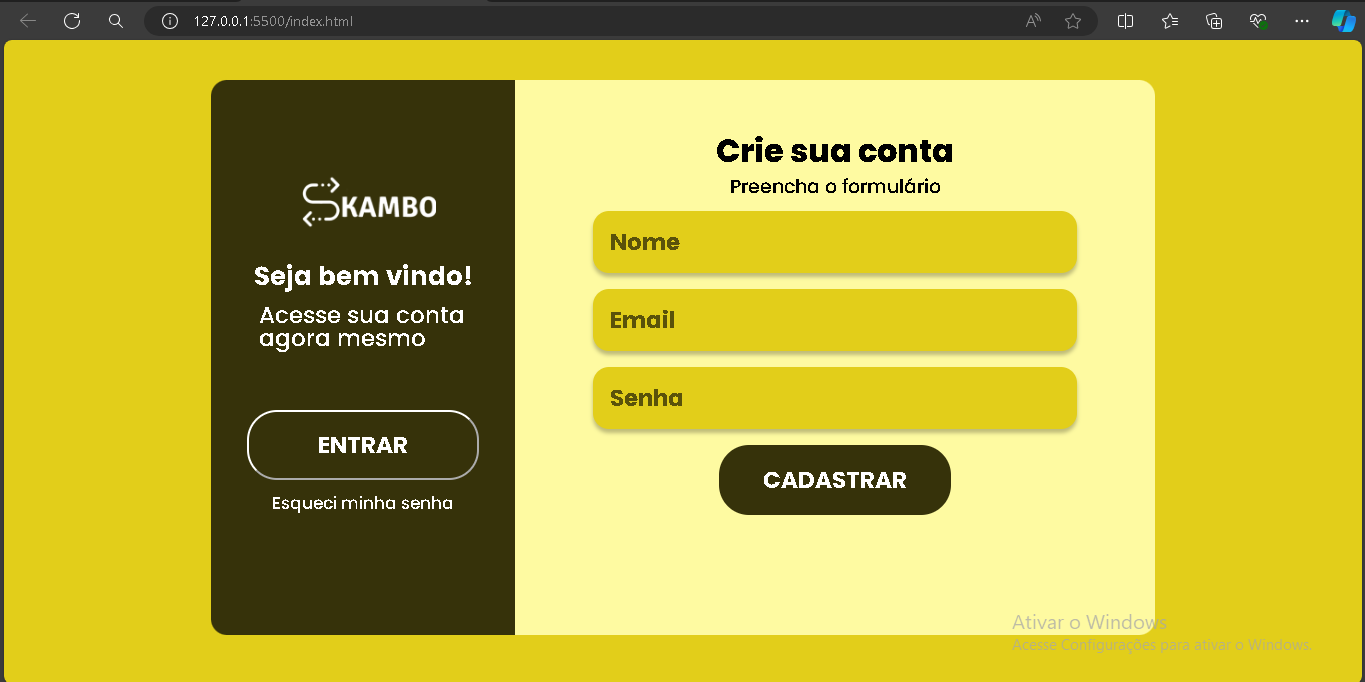 127.0.0.1:5500/index.html
SKAMBO
Seja bem vindo!
Acesse sua conta
agora mesmo
ENTRAR
Esqueci minha senha
Crie sua conta
Preencha o formulário
Nome
Email
Senha
CADASTRAR
Ativar o Windows
Acesse Configurações para ativar o Windows.